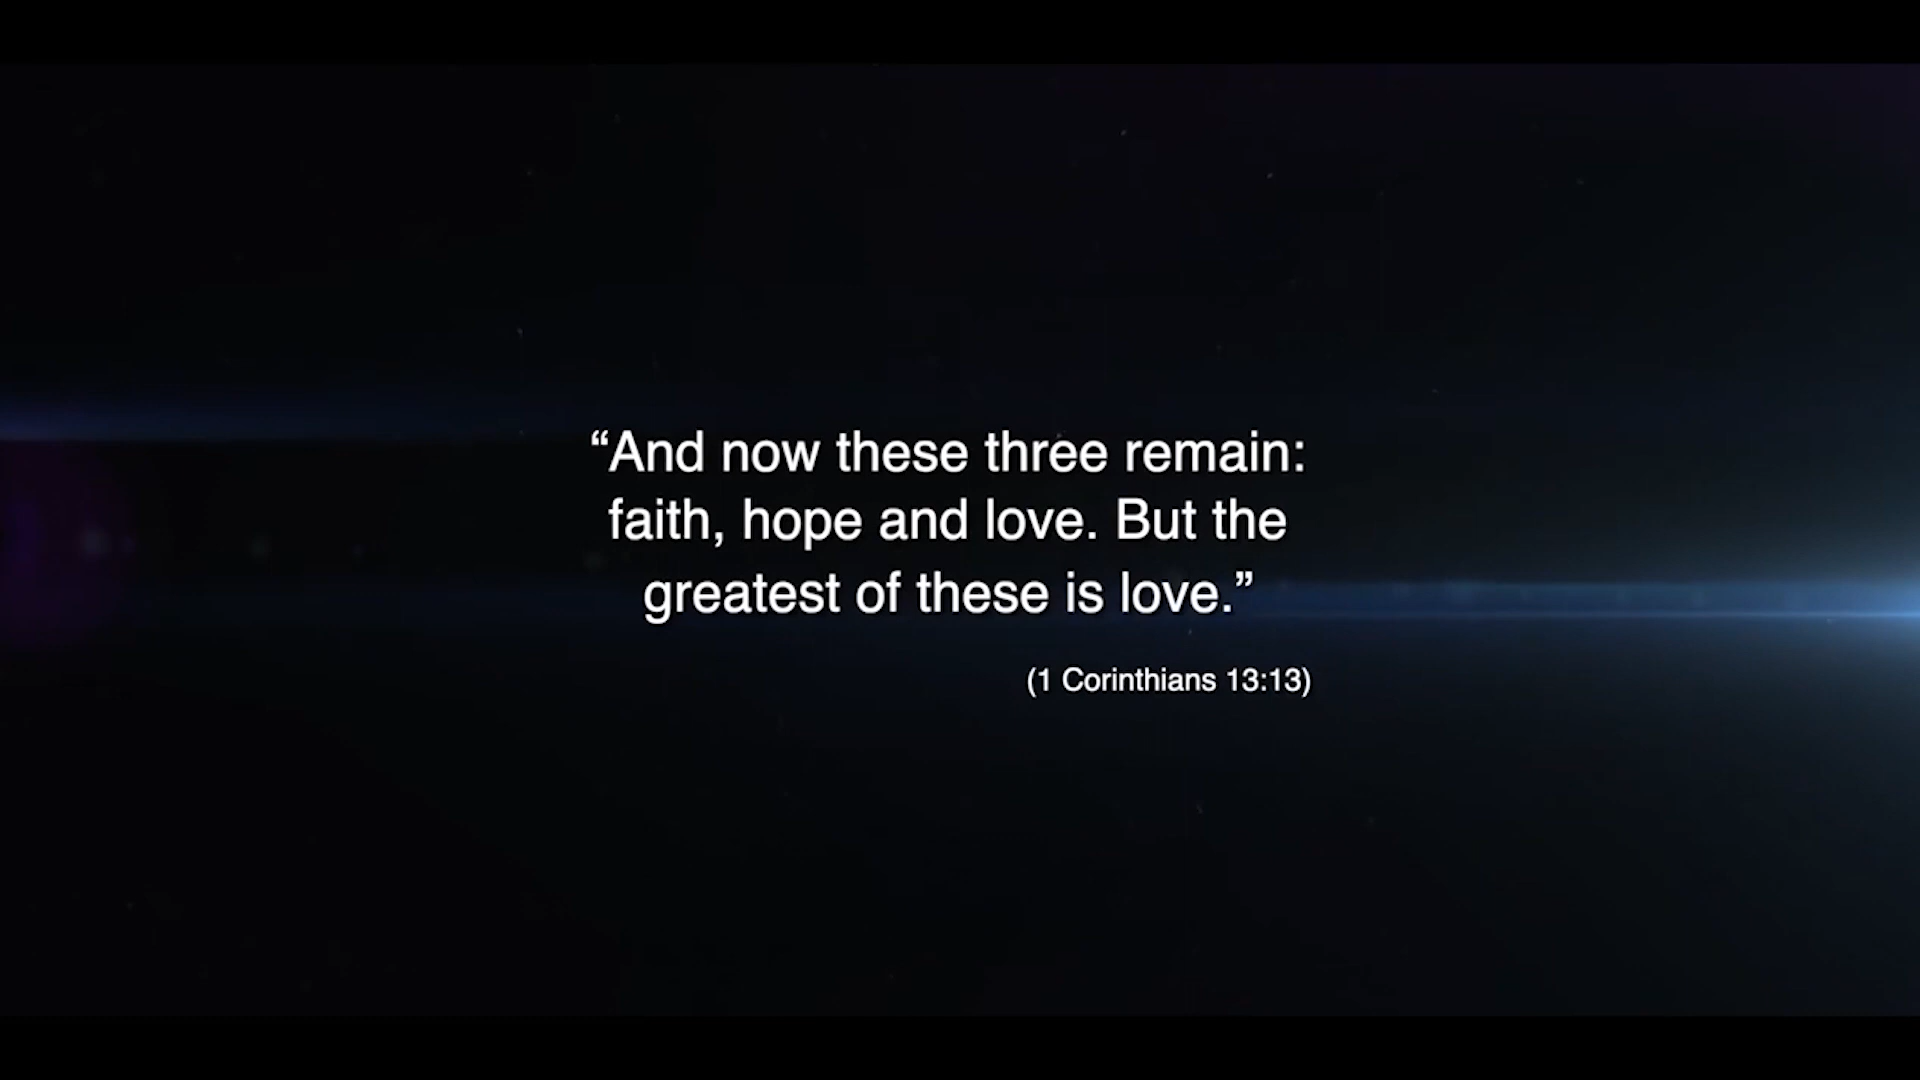 “And now these three remain:
faith, hope and love. But the
greatest of these is love.”
(1 Corinthians 13:13)